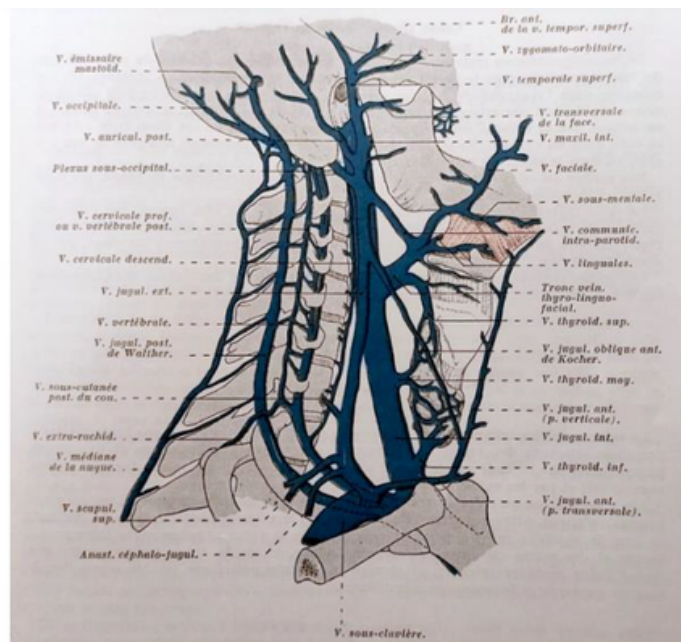 V. émissaire
mastoïd.
V. occipitale.
V. auricul. post.
Plexus sous-occipital.
V. cervicale prof.
ou v. vertébrale post.
V. cervicale descend.
V. jugul. ext.
V. vertébrale.
V. jugul. post.
de Walther.
V. sous-cutanée
post. du cou.
V. extra-rachid.
V. médiane
de la nuque.
V. scapul.
sup.
Anast. céphalo-jugul.
Br. ant.
de la v. tempor. superf.
V. zygomato-orbitaire.
V. temporale superf.
V. transversale
de la face.
V. maxil. int.
V. faciale.
V. sous-mentale.
V. communic.
intra-parotid.
V. linguales.
Tronc vein.
thyro-linguo-
facial.
V. thyroïd. sup.
V. jugul. oblique ant.
de Kocher.
V. thyroïd. moy.
V. jugul. ant.
(p. verticale).
V. jugul. int.
V. thyroïd. inf.
V. jugul. ant.
(p. transversale).
V. sous-clavière.